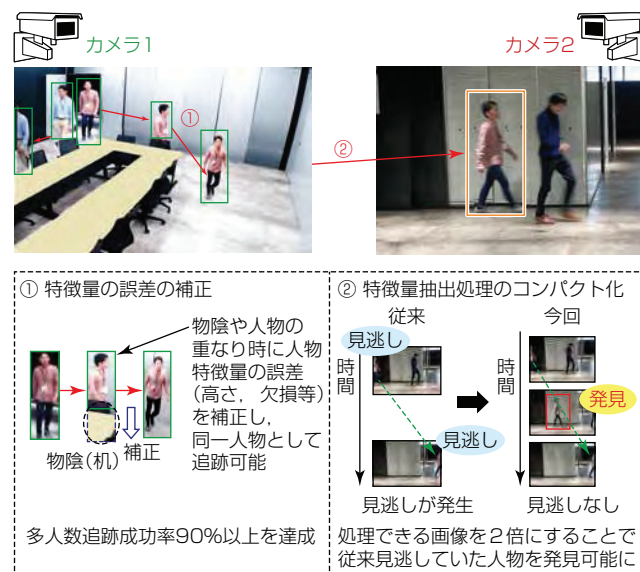 カメラ1
カメラ2
①
②
① 特徴量の誤差の補正
物陰や人物の
重なり時に人物
特徴量の誤差
(高さ，欠損等)
を補正し，
同一人物として
追跡可能
物陰(机)
補正
多人数追跡成功率90%以上を達成
② 特徴量抽出処理のコンパクト化
従来
今回
見逃し
時間
見逃し
見逃しが発生
時間
発見
見逃しなし
処理できる画像を2倍にすることで
従来見逃していた人物を発見可能に